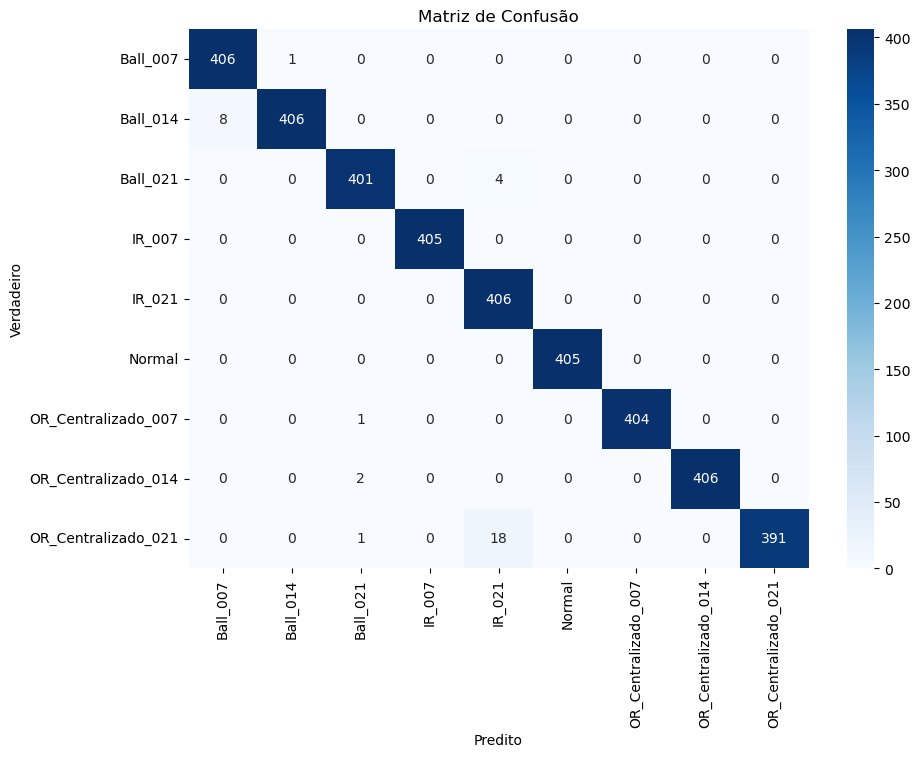 Matriz de Confusão
Verdadeiro
Ball_007 406 1 0 0 0 0 0 0 0
Ball_014 8 406 0 0 0 0 0 0 0
Ball_021 0 0 401 0 4 0 0 0 0
IR_007 0 0 0 405 0 0 0 0 0
IR_021 0 0 0 0 406 0 0 0 0
Normal 0 0 0 0 0 405 0 0 0
OR_Centralizado_007 0 0 1 0 0 0 404 0 0
OR_Centralizado_014 0 0 2 0 0 0 0 406 0
OR_Centralizado_021 0 0 1 0 18 0 0 0 391
Ball_007
Ball_014
Ball_021
IR_007
IR_021
Normal
OR_Centralizado_007
OR_Centralizado_014
OR_Centralizado_021
Predito
400
350
300
250
200
150
100
50
0